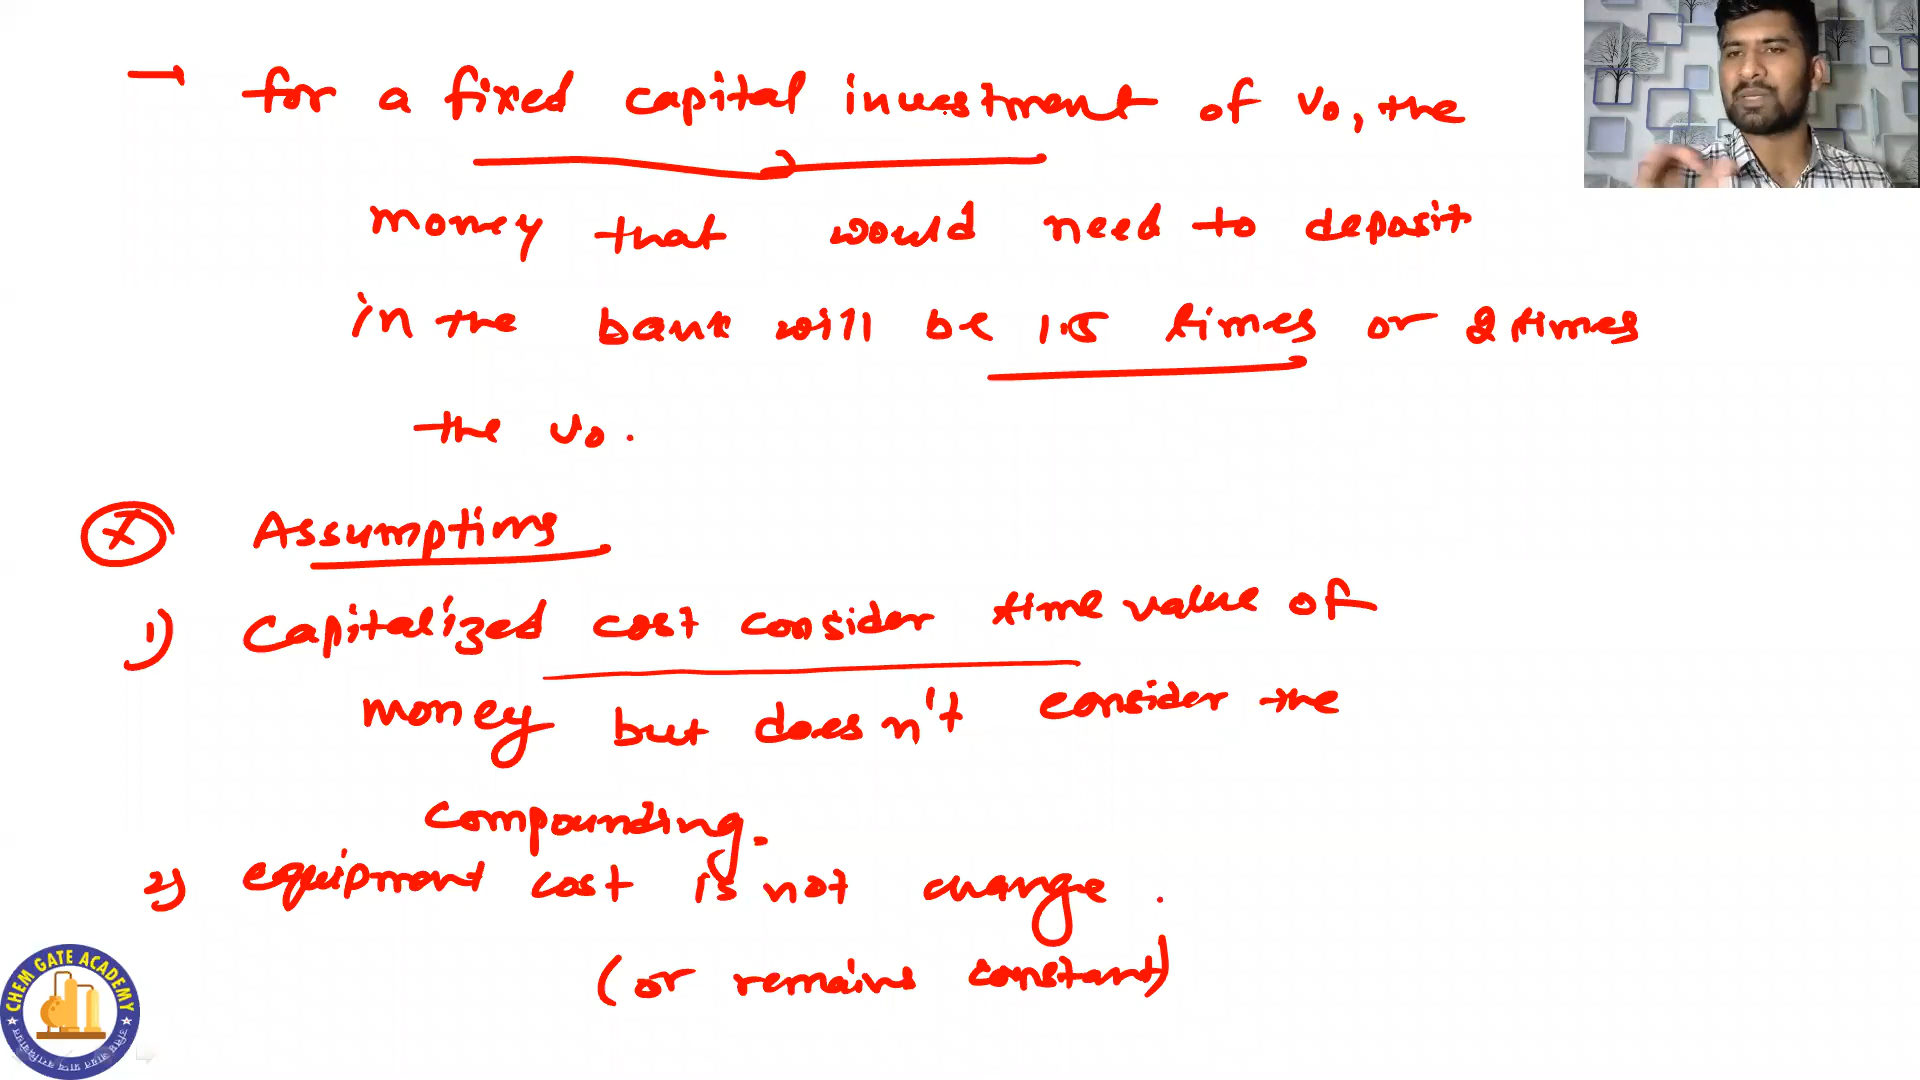 → for a fixed capital investment of V0, the
money that would need to deposit
in the bank will be 1.5 times or 2 times
the V0.
Assumptions
1) Capitalized cost consider time value of
money but doesn't consider the
compounding.
2) equipment cost is not change.
(or remains constant)
CHEM GATE ACADEMY